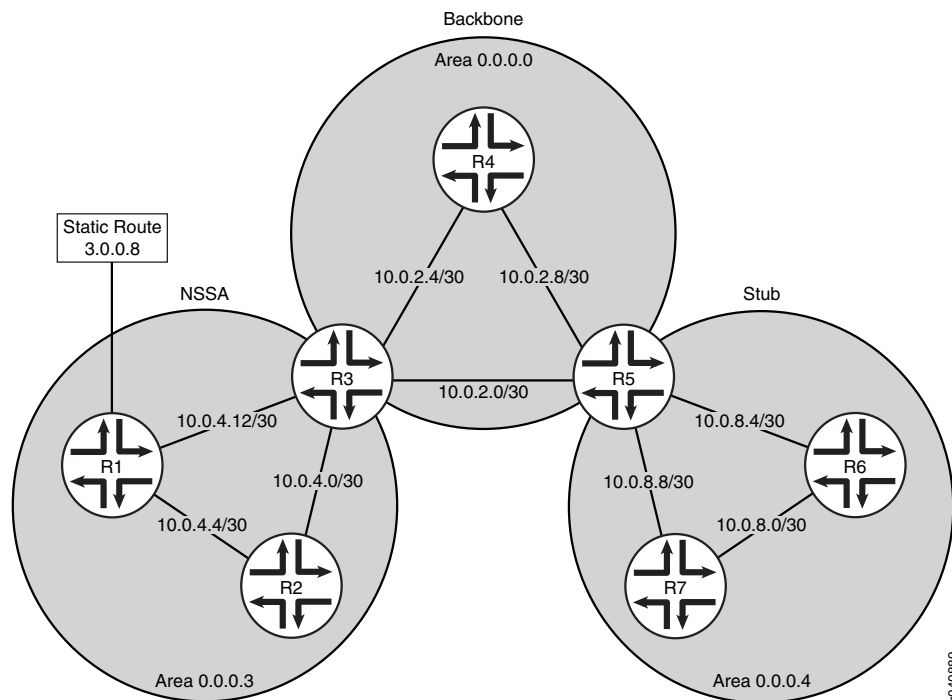 Backbone
Area 0.0.0.0
R4
Static Route
3.0.0.8
10.0.2.4/30
10.0.2.8/30
NSSA
Stub
R3
R5
10.0.2.0/30
10.0.4.12/30
10.0.8.4/30
R1
10.0.4.0/30
10.0.8.8/30
R6
10.0.4.4/30
10.0.8.0/30
R2
R7
Area 0.0.0.3
Area 0.0.0.4